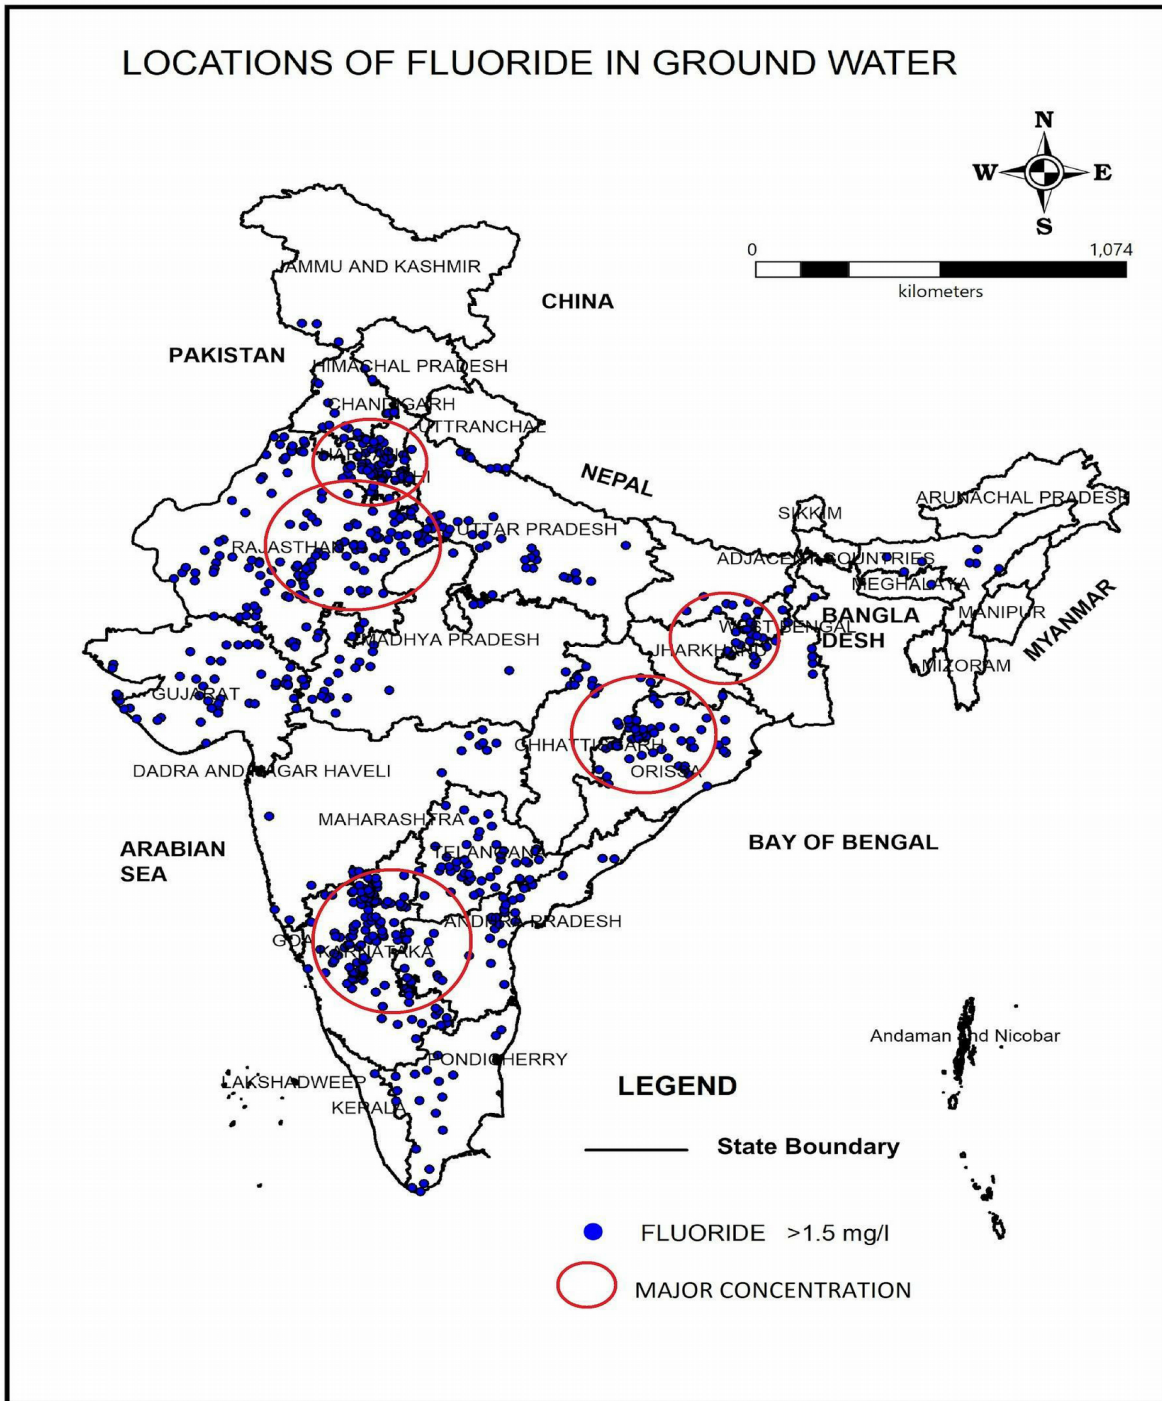 LOCATIONS OF FLUORIDE IN GROUND WATER
N
W E
S
0 1,074
kilometers
JAMMU AND KASHMIR
CHINA
PAKISTAN
HIMACHAL PRADESH
CHANDIGARH
UTTRANCHAL
HARYANA
DELHI
NEPAL
ARUNACHAL PRADESH
SIKKIM
UTTAR PRADESH
RAJASTHAN
ADJACENT COUNTRIES
MEGHALAYA
BANGLA
DESH
MANIPUR
MYANMAR
WEST BENGAL
MADHYA PRADESH
JHARKHAND
MIZORAM
GUJARAT
CHHATTISGARH
DADRA AND NAGAR HAVELI
ORISSA
MAHARASHTRA
ARABIAN
SEA
BAY OF BENGAL
TELANGANA
ANDHRA PRADESH
GOA
KARNATAKA
Andaman and Nicobar
PONDICHERRY
LAKSHADWEEP
KERALA
LEGEND
State Boundary
FLUORIDE >1.5 mg/l
MAJOR CONCENTRATION